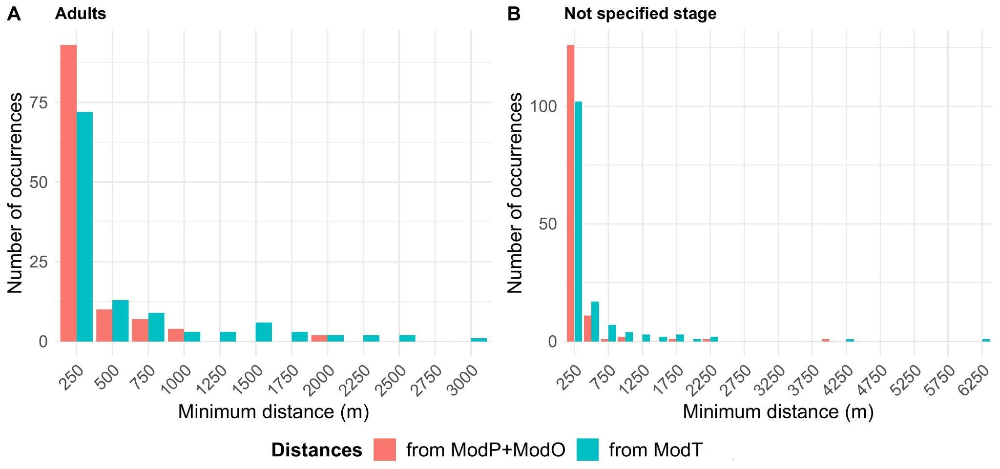 A Adults
Number of occurrences
75
50
25
0
250 500 750 1000 1250 1500 1750 2000 2250 2500 2750 3000
Minimum distance (m)
B Not specified stage
Number of occurrences
100
50
0
250 750 1250 1750 2250 2750 3250 3750 4250 4750 5250 5750 6250
Minimum distance (m)
Distances from ModP+ModO from ModT